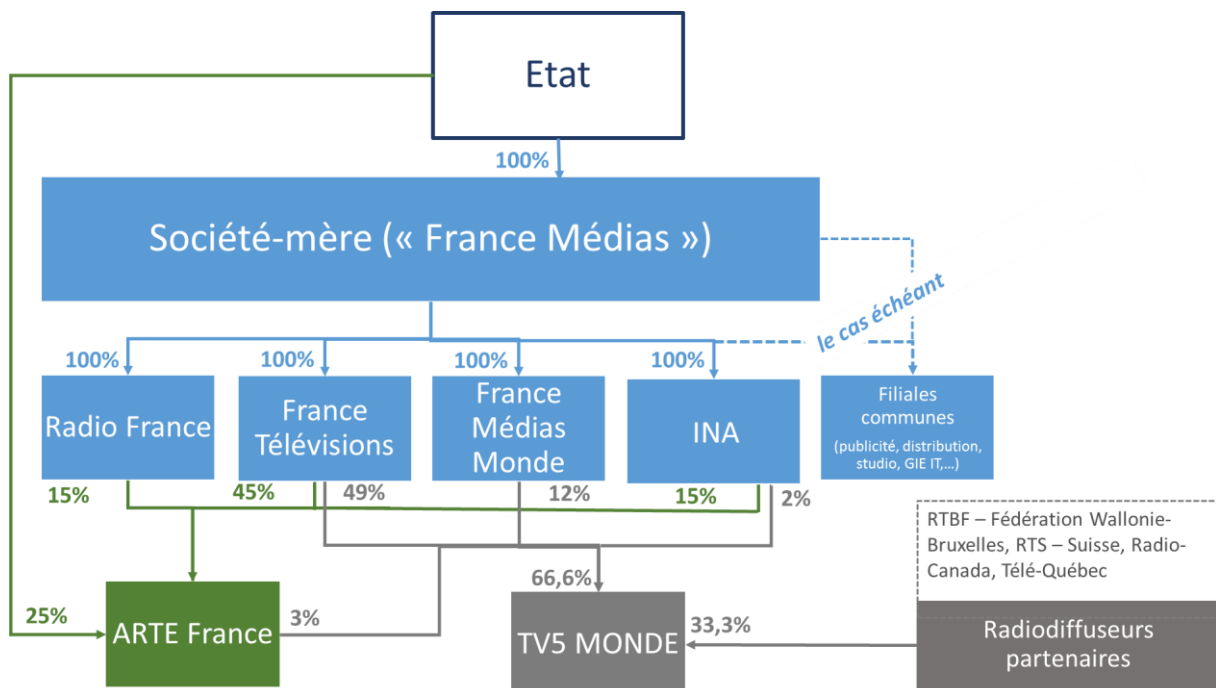 Etat
100%
Société-mère (« France Médias »)
le cas échéant
100%
100%
100%
100%
Radio France
France
Télévisions
France
Médias
Monde
INA
Filiales
communes
(publicité, distribution,
studio, GIE IT,...)
15%
45%
49%
12%
15%
2%
RTBF – Fédération Wallonie-
Bruxelles, RTS – Suisse, Radio-
Canada, Télé-Québec
66,6%
25%
ARTE France
3%
TV5 MONDE
33,3%
Radiodiffuseurs
partenaires